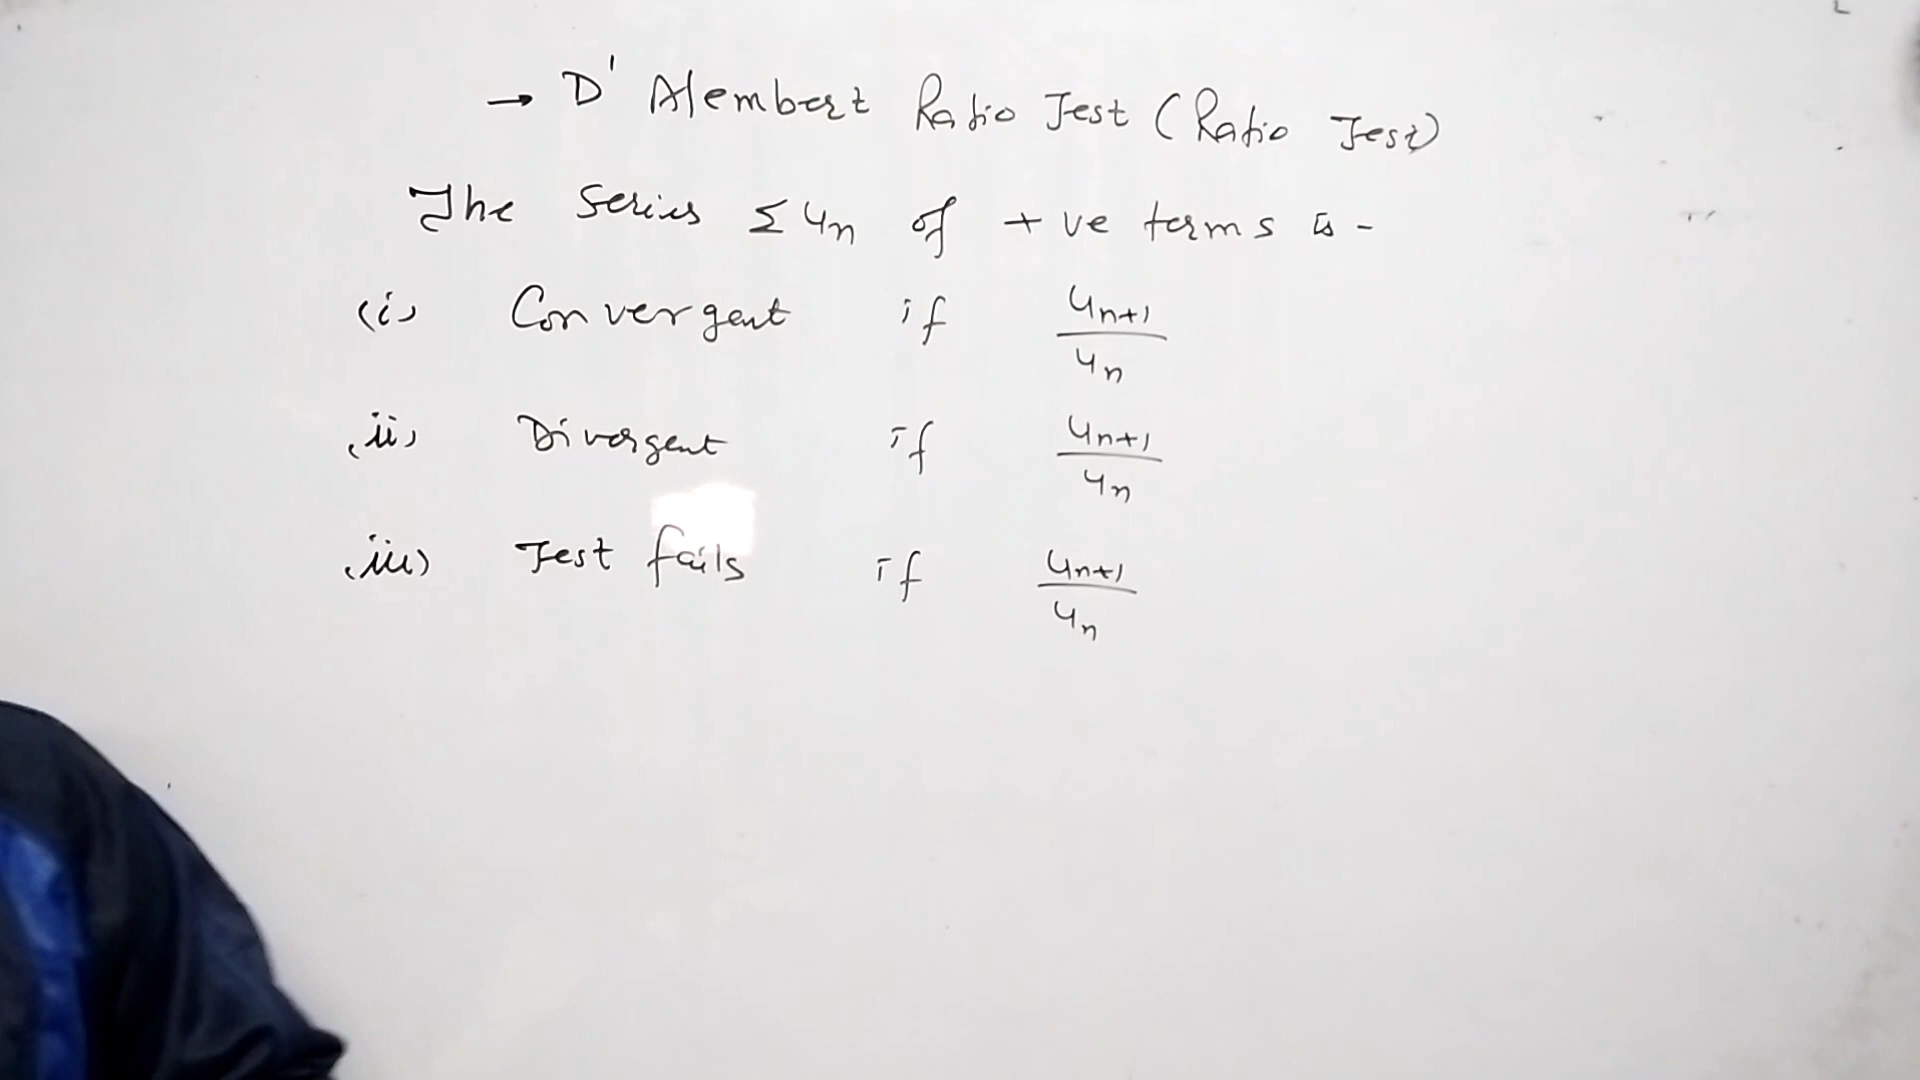 → D' Alembert Ratio Test (Ratio Test)
The Series Σ un of +ve terms is -
(i) Convergent if un+1/un
(ii) Divergent if un+1/un
(iii) Test fails if un+1/un